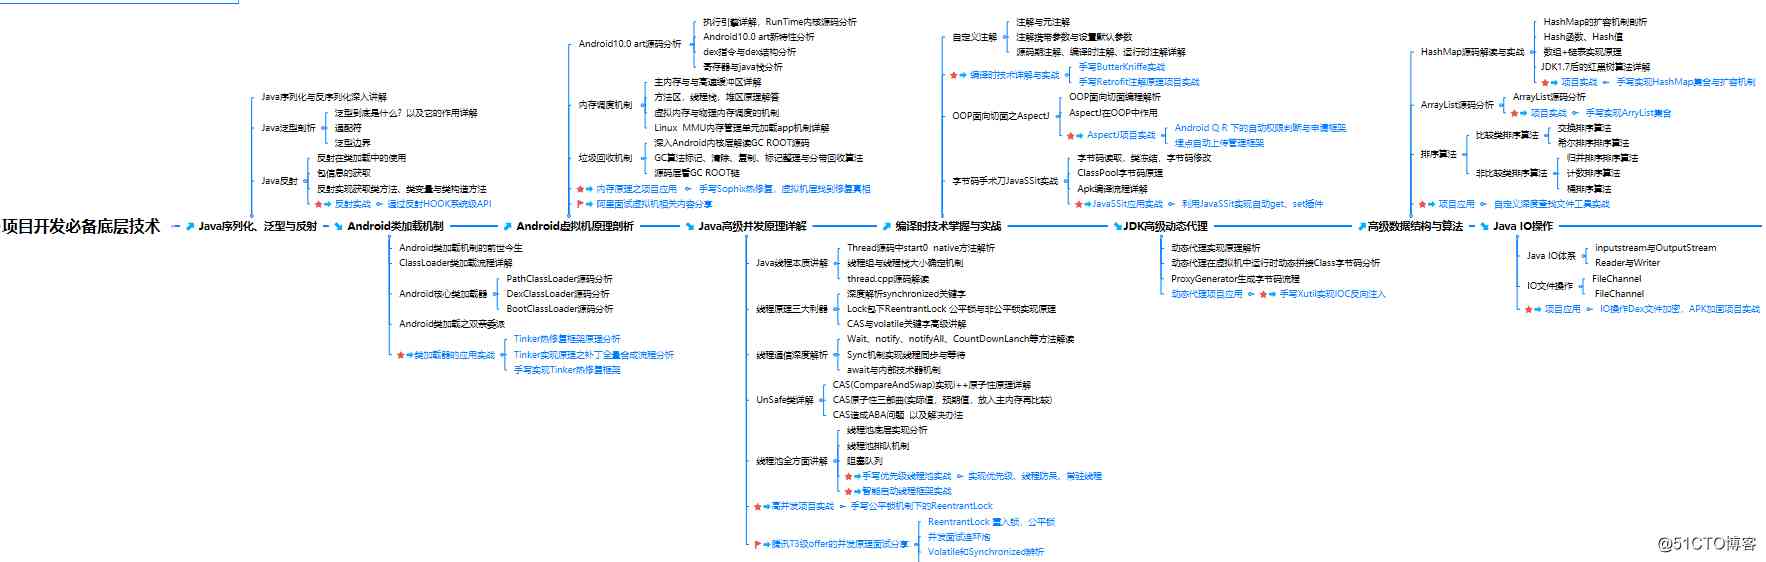 项目开发必备底层技术
Java序列化、泛型与反射
Java序列化与反序列化深入讲解
Java泛型剖析
泛型到底是什么？以及它的作用详解
通配符
泛型边界
Java反射
反射在类加载中的使用
包信息的获取
反射实现获取类方法、类变量与类构造方法
反射实战
通过反射HOOK系统级API
Android类加载机制
Android类加载机制的前世今生
ClassLoader类加载流程详解
Android核心类加载器
PathClassLoader源码分析
DexClassLoader源码分析
BootClassLoader源码分析
Android类加载之双亲委派
类加载器的应用实战
Tinker热修复框架原理分析
Tinker实现原理之补丁全量合成流程分析
手写实现Tinker热修复框架
Android虚拟机原理剖析
Android10.0 art源码分析
执行引擎详解，RunTime内核源码分析
Android10.0 art新特性分析
dex指令与dex结构分析
寄存器与java栈分析
内存调度机制
主内存与与高速缓冲区详解
方法区，线程栈，堆区原理解答
虚拟内存与物理内存调度的机制
Linux MMU内存管理单元加载app机制详解
垃圾回收机制
深入Android内核层解读GC ROOT源码
GC算法标记、清除、复制、标记整理与分带回收算法
源码层看GC ROOT链
内存原理之项目应用
手写Sophix热修复，虚拟机层找到修复真相
阿里面试虚拟机相关内容分享
Java高级并发原理详解
Java线程本质讲解
Thread源码中start0 native方法解析
线程组与线程栈大小确定机制
thread.cpp源码解读
线程原理三大利器
深度解析synchronized关键字
Lock包下ReentrantLock 公平锁与非公平锁实现原理
CAS与volatile关键字高级讲解
线程通信深度解析
Wait、notify、notifyAll、CountDownLanch等方法解读
Sync机制实现线程同步与等待
await与内部技术器机制
UnSafe类详解
CAS(CompareAndSwap)实现i++原子性原理详解
CAS原子性三部曲(实际值，预期值，放入主内存再比较)
CAS造成ABA问题 以及解决办法
线程池全方面讲解
线程池底层实现分析
线程池排队机制
阻塞队列
手写优先级线程池实战
实现优先级、线程防呆、常驻线程
智能启动线程框架实战
高并发项目实战
手写公平锁机制下的ReentrantLock
腾讯T3级offer的并发原理面试分享
ReentrantLock 重入锁，公平锁
并发面试连环炮
Volatile和Synchronized辨析
编译时技术掌握与实战
自定义注解
注解与元注解
注解携带参数与设置默认参数
源码期注解、编译时注解、运行时注解详解
编译时技术详解与实战
手写ButterKniffe实战
手写Retrofit注解原理项目实战
OOP面向切面之AspectJ
OOP面向切面编程解析
AspectJ在OOP中作用
AspectJ项目实战
Android Q R 下的自动权限判断与申请框架
埋点自动上传管理框架
字节码手术刀JavaSSit实战
字节码读取，类冻结，字节码修改
ClassPool字节码原理
Apk编译流程详解
JavaSSit应用实战
利用JavaSSit实现自动get、set插件
JDK高级动态代理
动态代理实现原理解析
动态代理在虚拟机中运行时动态拼接Class字节码分析
ProxyGenerator生成字节码流程
动态代理项目应用
手写Xutil实现IOC反向注入
高级数据结构与算法
HashMap源码解读与实战
HashMap的扩容机制剖析
Hash函数、Hash值
数组+链表实现原理
JDK1.7后的红黑树算法详解
项目实战
手写实现HashMap集合与扩容机制
ArrayList源码分析
ArrayList源码分析
项目实战
手写实现ArryList集合
排序算法
比较类排序算法
交换排序算法
希尔排序排序算法
非比较类排序算法
归并排序排序算法
计数排序算法
桶排序算法
项目应用
自定义深度查找文件工具实战
Java IO操作
Java IO体系
Inputstream与OutputStream
Reader与Writer
IO文件操作
FileChannel
FileChannel
项目应用
IO操作Dex文件加密，APK加固项目实战
@51CTO博客